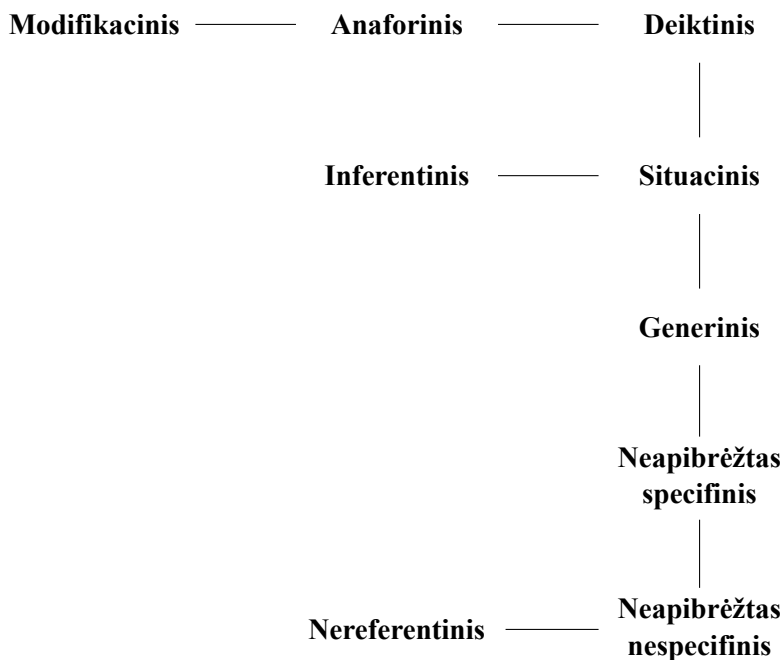 Modifikacinis Anaforinis Deiktinis
Inferentinis Situacinis
Generinis
Neapibrėžtas
specifinis
Nereferentinis Neapibrėžtas
nespecifinis